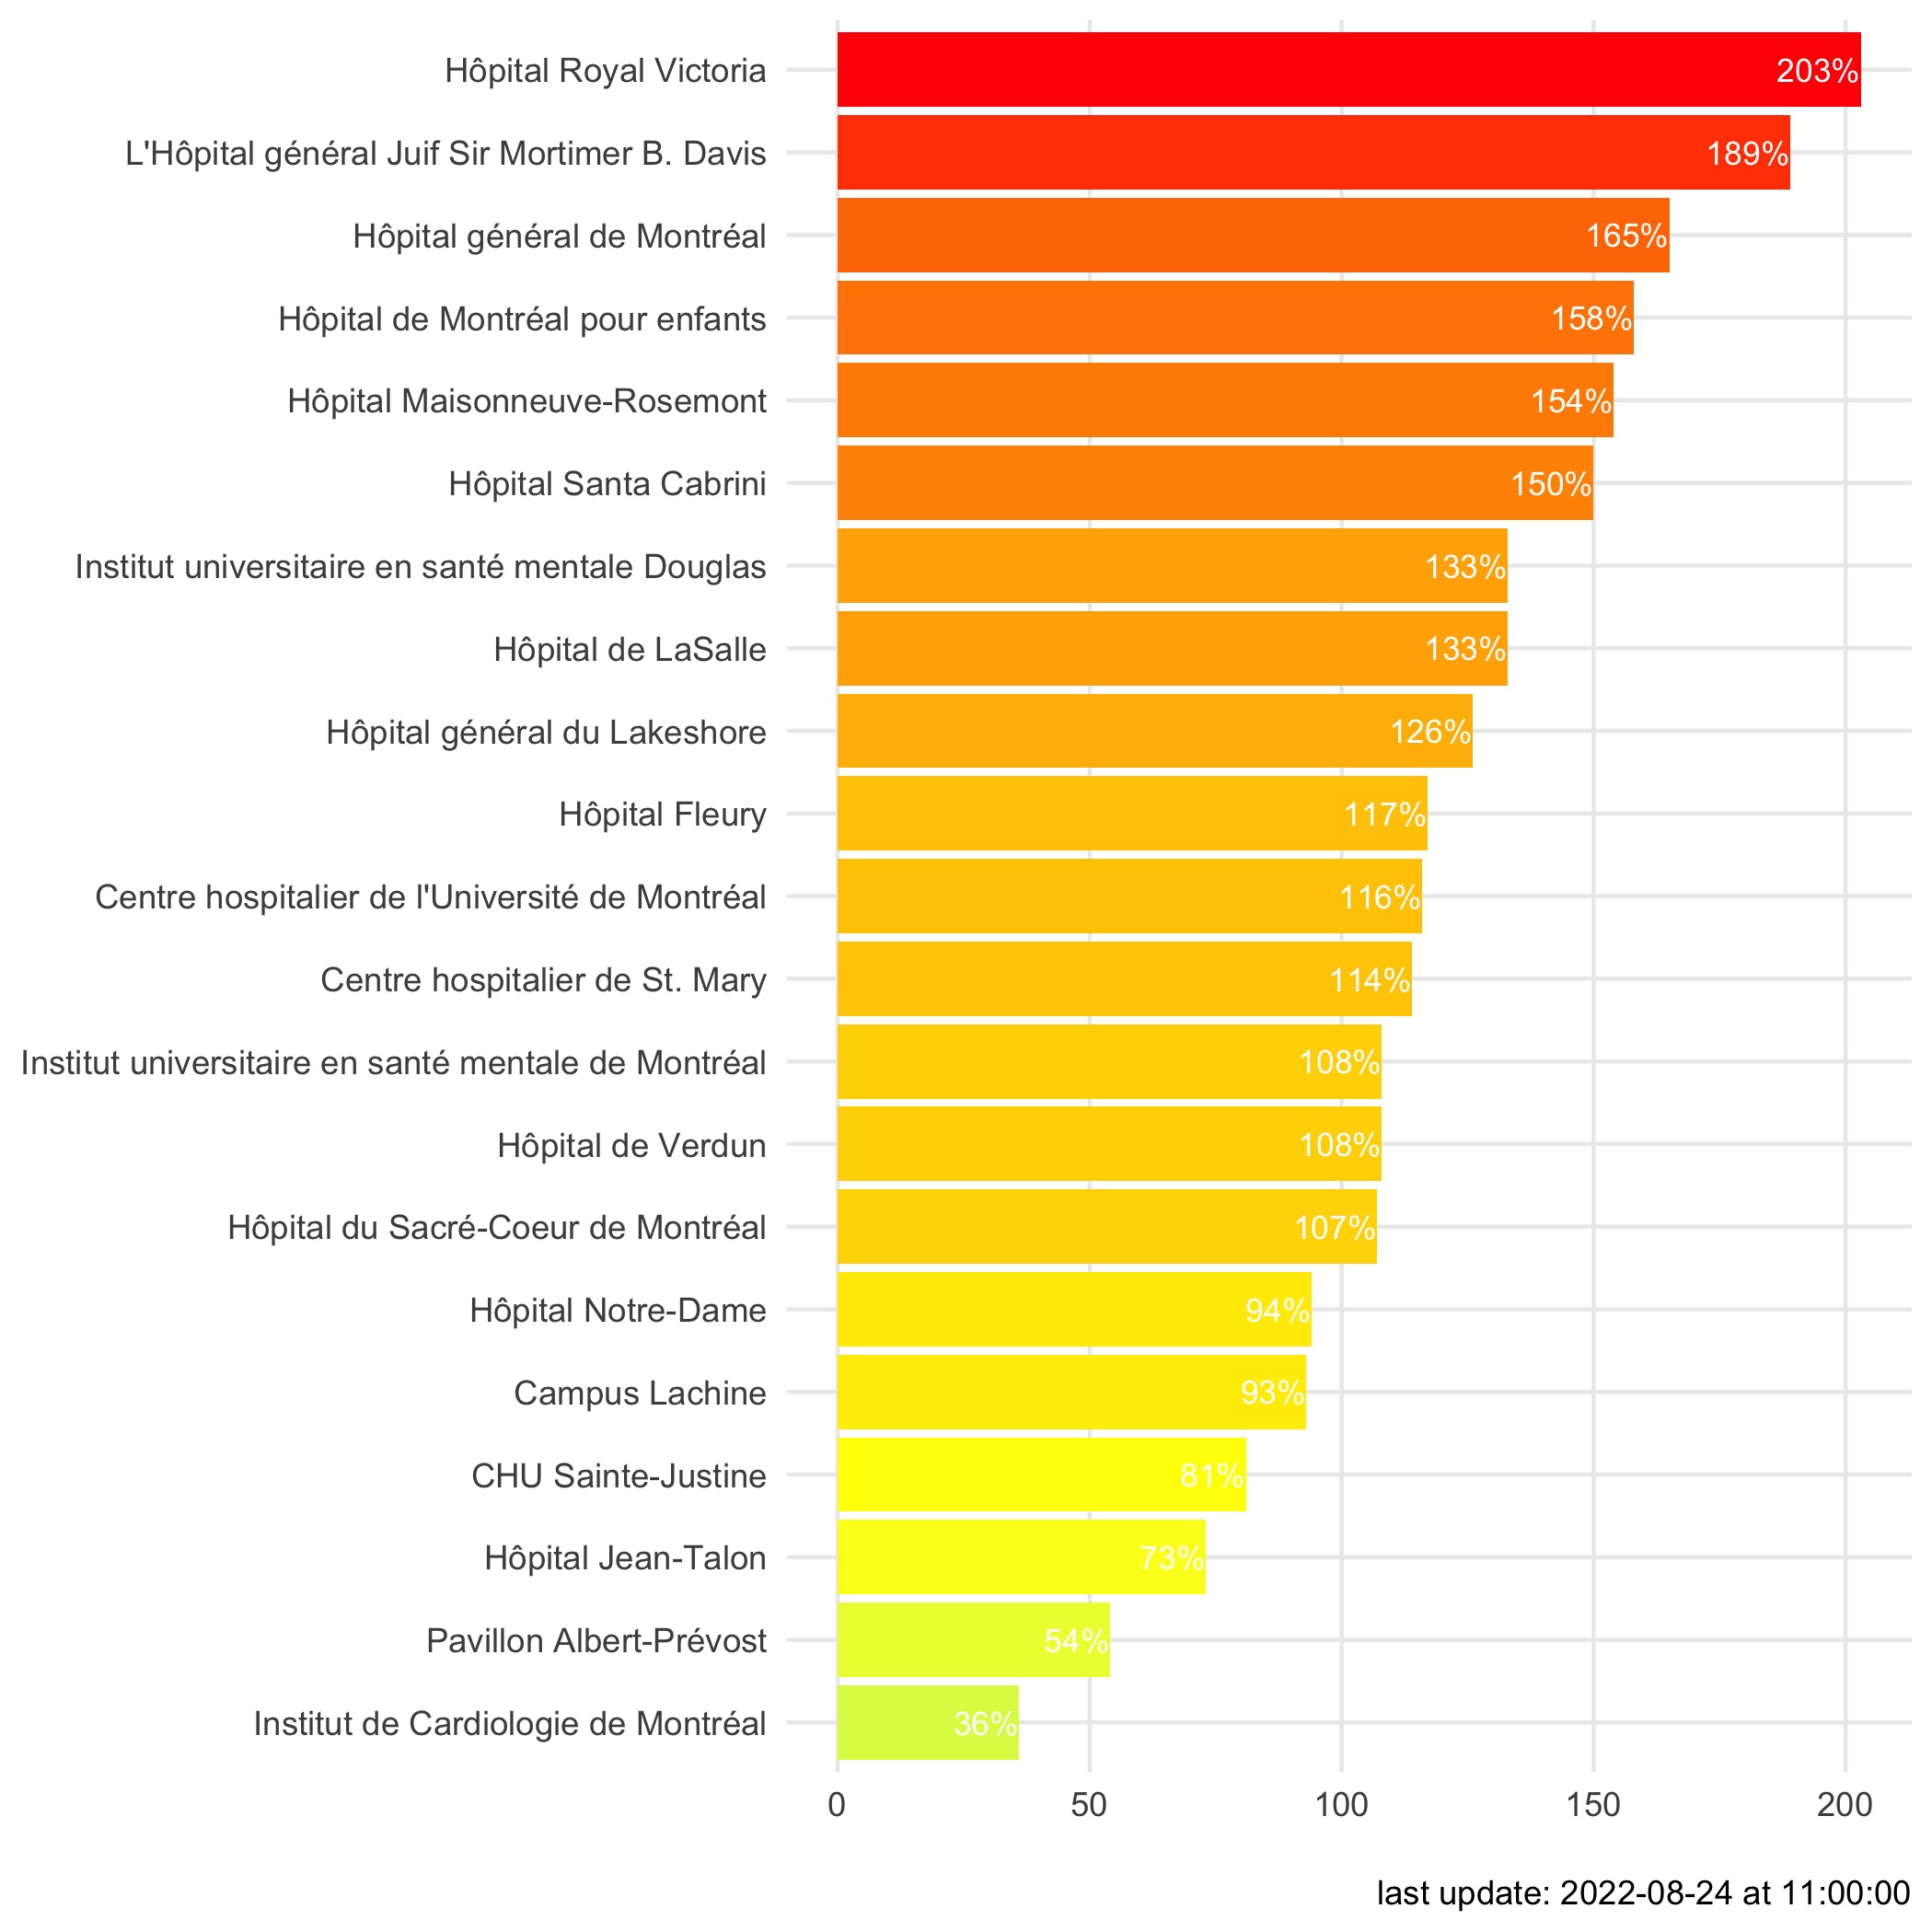 Hôpital Royal Victoria 203%
L'Hôpital général Juif Sir Mortimer B. Davis 189%
Hôpital général de Montréal 165%
Hôpital de Montréal pour enfants 158%
Hôpital Maisonneuve-Rosemont 154%
Hôpital Santa Cabrini 150%
Institut universitaire en santé mentale Douglas 133%
Hôpital de LaSalle 133%
Hôpital général du Lakeshore 126%
Hôpital Fleury 117%
Centre hospitalier de l'Université de Montréal 116%
Centre hospitalier de St. Mary 114%
Institut universitaire en santé mentale de Montréal 108%
Hôpital de Verdun 108%
Hôpital du Sacré-Coeur de Montréal 107%
Hôpital Notre-Dame 94%
Campus Lachine 93%
CHU Sainte-Justine 81%
Hôpital Jean-Talon 73%
Pavillon Albert-Prévost 54%
Institut de Cardiologie de Montréal 36%
0 50 100 150 200
last update: 2022-08-24 at 11:00:00